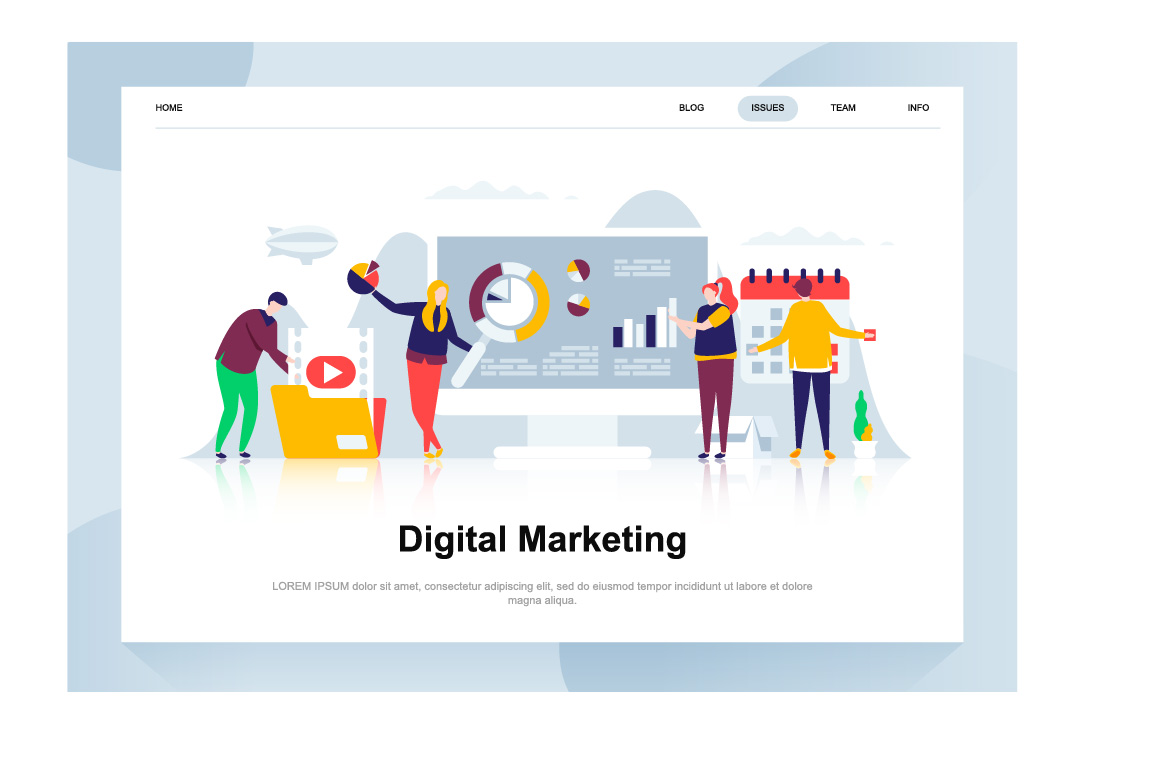 HOME
BLOG
ISSUES
TEAM
INFO
Digital Marketing
LOREM IPSUM dolor sit amet, consectetur adipiscing elit, sed do eiusmod tempor incididunt ut labore et dolore
magna aliqua.